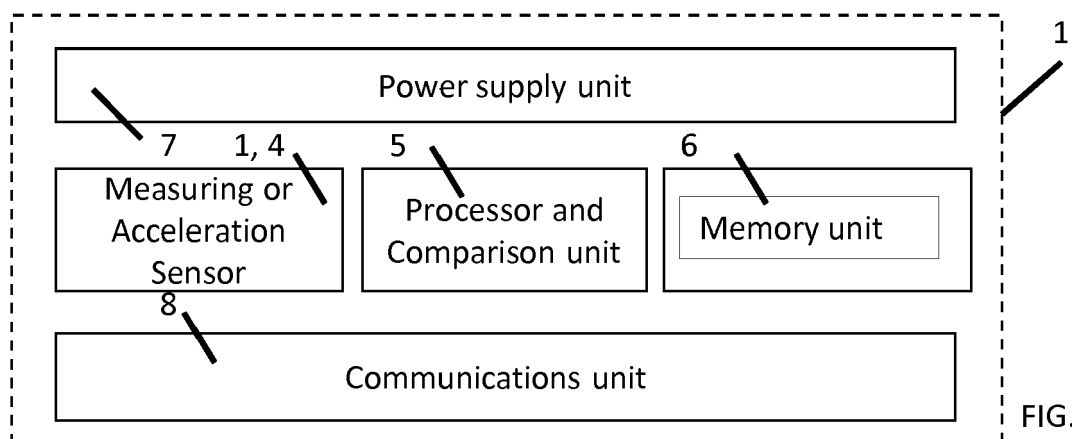 1
Power supply unit
7
1, 4
5
6
Measuring or
Acceleration
Sensor
Processor and
Comparison unit
Memory unit
8
Communications unit
FIG.